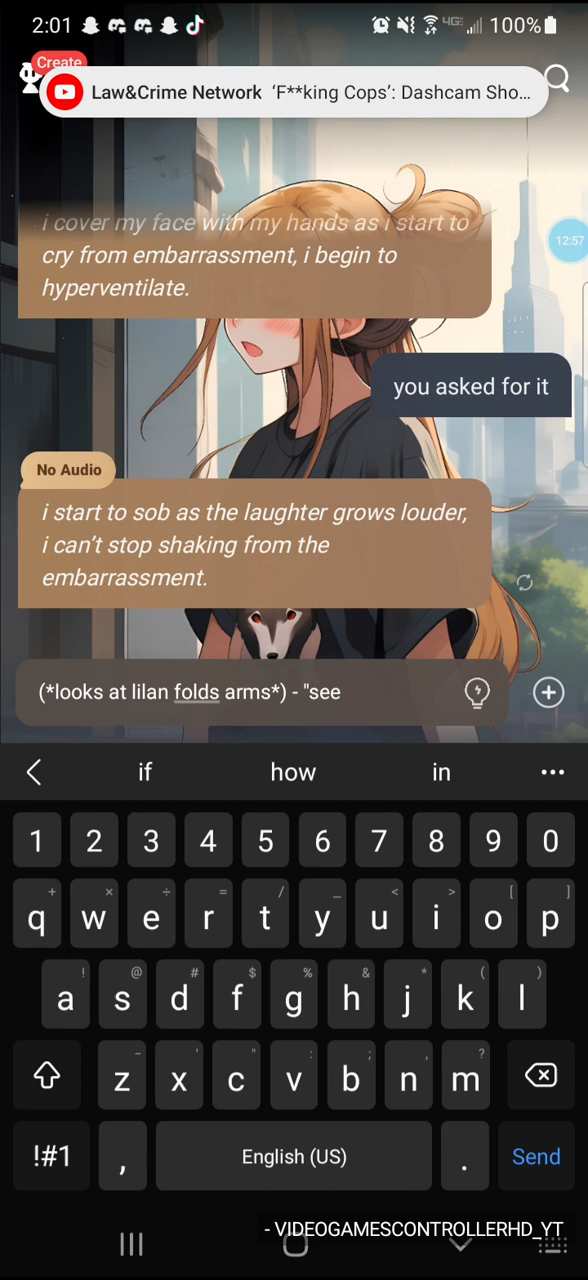 2:01
4G
100%
Create
Law&Crime Network 'F**king Cops': Dashcam Sho...
i cover my face with my hands as i start to
cry from embarrassment, i begin to
hyperventilate.
12:57
you asked for it
No Audio
i start to sob as the laughter grows louder,
i can't stop shaking from the
embarrassment.
(*looks at lilan folds arms*) - "see
if how in
1 2 3 4 5 6 7 8 9 0
+ × ÷ = / _ < > [ ]
q w e r t y u i o p
! @ # $ % & * ( )
a s d f g h j k l
- ' " : ; , ?
z x c v b n m
!#1 , English (US) . Send
- VIDEOGAMESCONTROLLERHD_YT